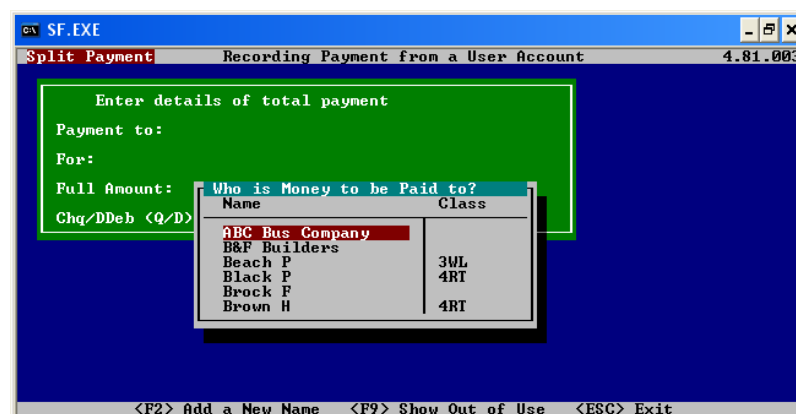 SF.EXE
Split Payment Recording Payment from a User Account 4.81.003
Enter details of total payment
Payment to:
For:
Full Amount:
Chq/DDeb (Q/D)
Who is Money to be Paid to?
Name Class
ABC Bus Company
B&F Builders
Beach P 3WL
Black P 4RT
Brock F
Brown H 4RT
<F2> Add a New Name <F9> Show Out of Use <ESC> Exit